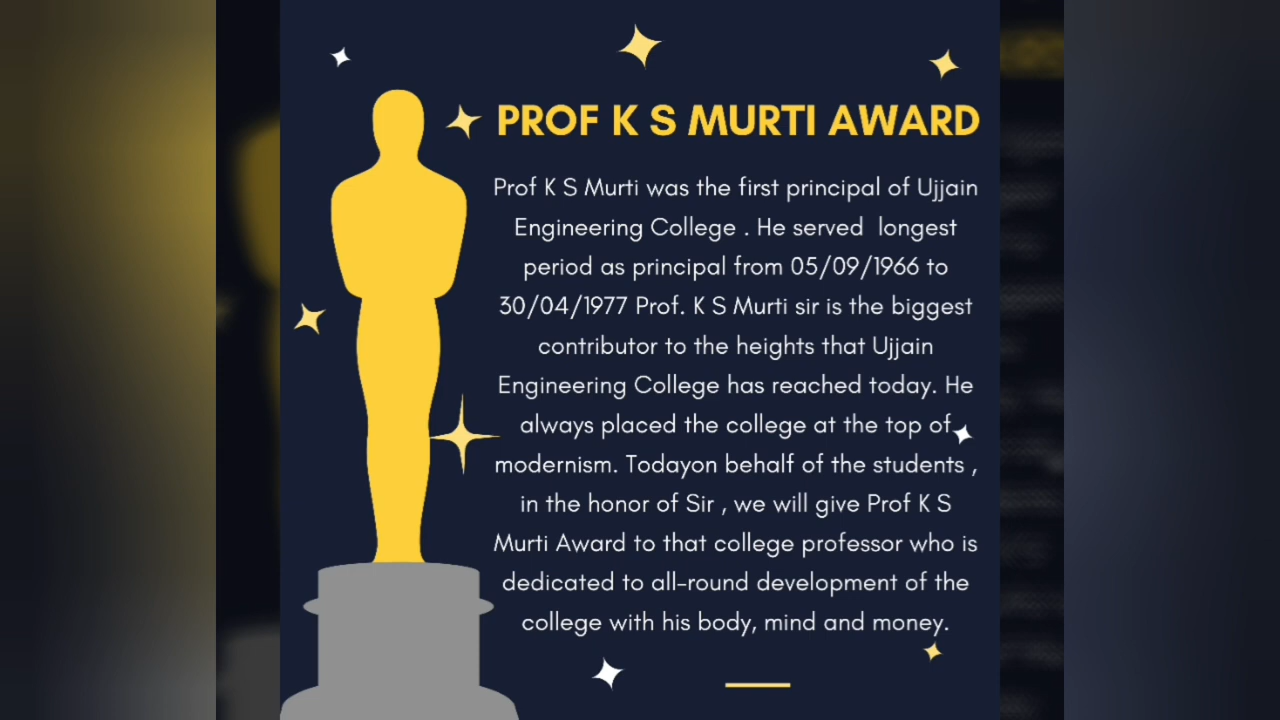 PROF K S MURTI AWARD
Prof K S Murti was the first principal of Ujjain
Engineering College . He served  longest
period as principal from 05/09/1966 to
30/04/1977 Prof. K S Murti sir is the biggest
contributor to the heights that Ujjain
Engineering College has reached today. He
always placed the college at the top of
modernism. Todayon behalf of the students ,
in the honor of Sir , we will give Prof K S
Murti Award to that college professor who is
dedicated to all-round development of the
college with his body, mind and money.